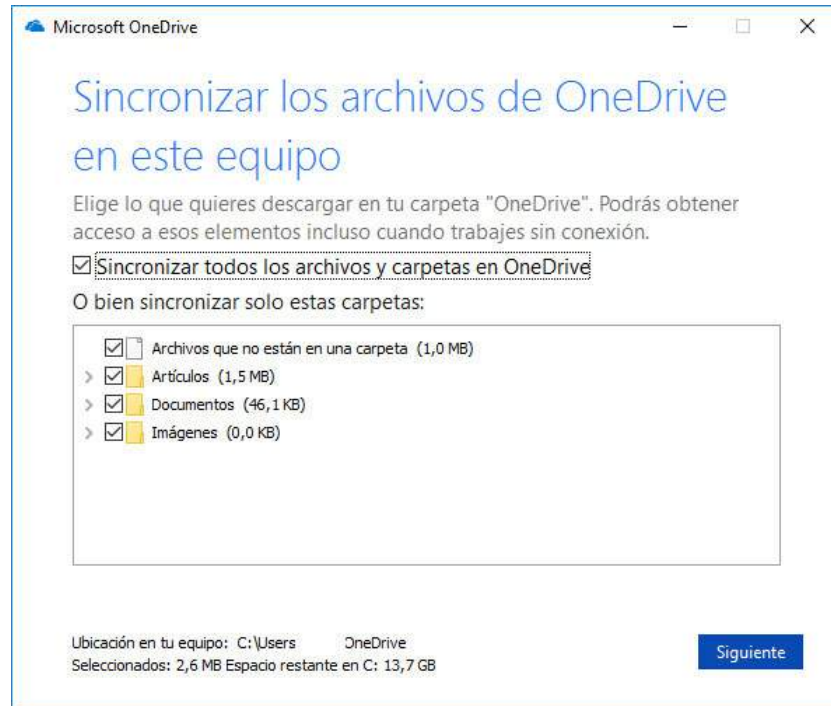 Microsoft OneDrive
Sincronizar los archivos de OneDrive
en este equipo
Elige lo que quieres descargar en tu carpeta "OneDrive". Podrás obtener
acceso a esos elementos incluso cuando trabajes sin conexión.
Sincronizar todos los archivos y carpetas en OneDrive
O bien sincronizar solo estas carpetas:
Archivos que no están en una carpeta (1,0 MB)
Artículos (1,5 MB)
Documentos (46,1 KB)
Imágenes (0,0 KB)
Ubicación en tu equipo: C:\Users OneDrive
Seleccionados: 2,6 MB Espacio restante en C: 13,7 GB
Siguiente